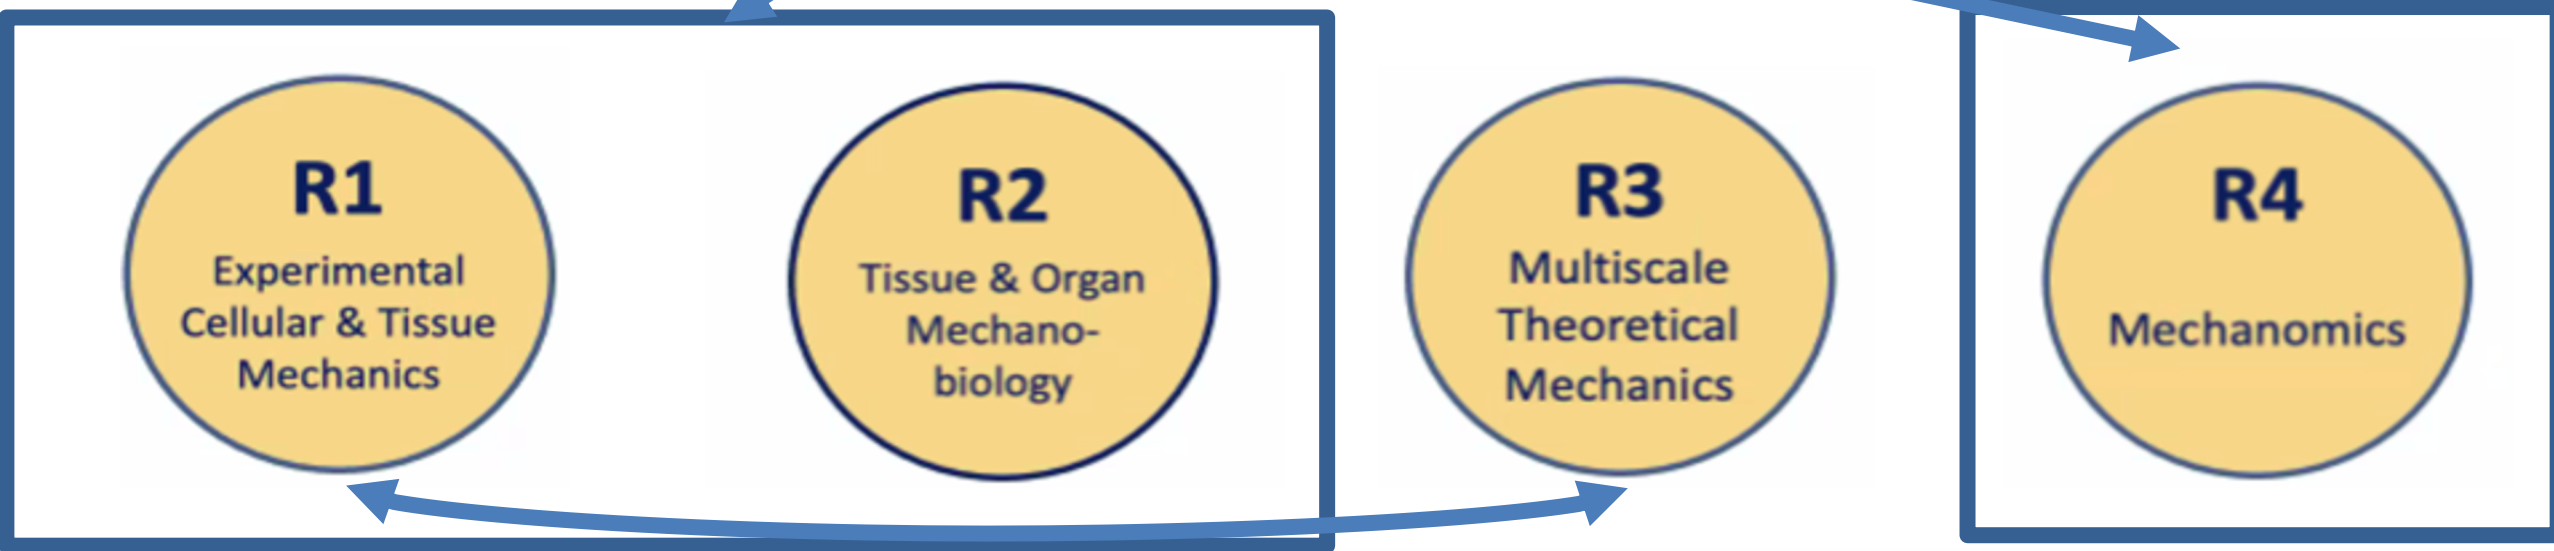 R1
Experimental
Cellular & Tissue
Mechanics
R2
Tissue & Organ
Mechano-
biology
R3
Multiscale
Theoretical
Mechanics
R4
Mechanomics